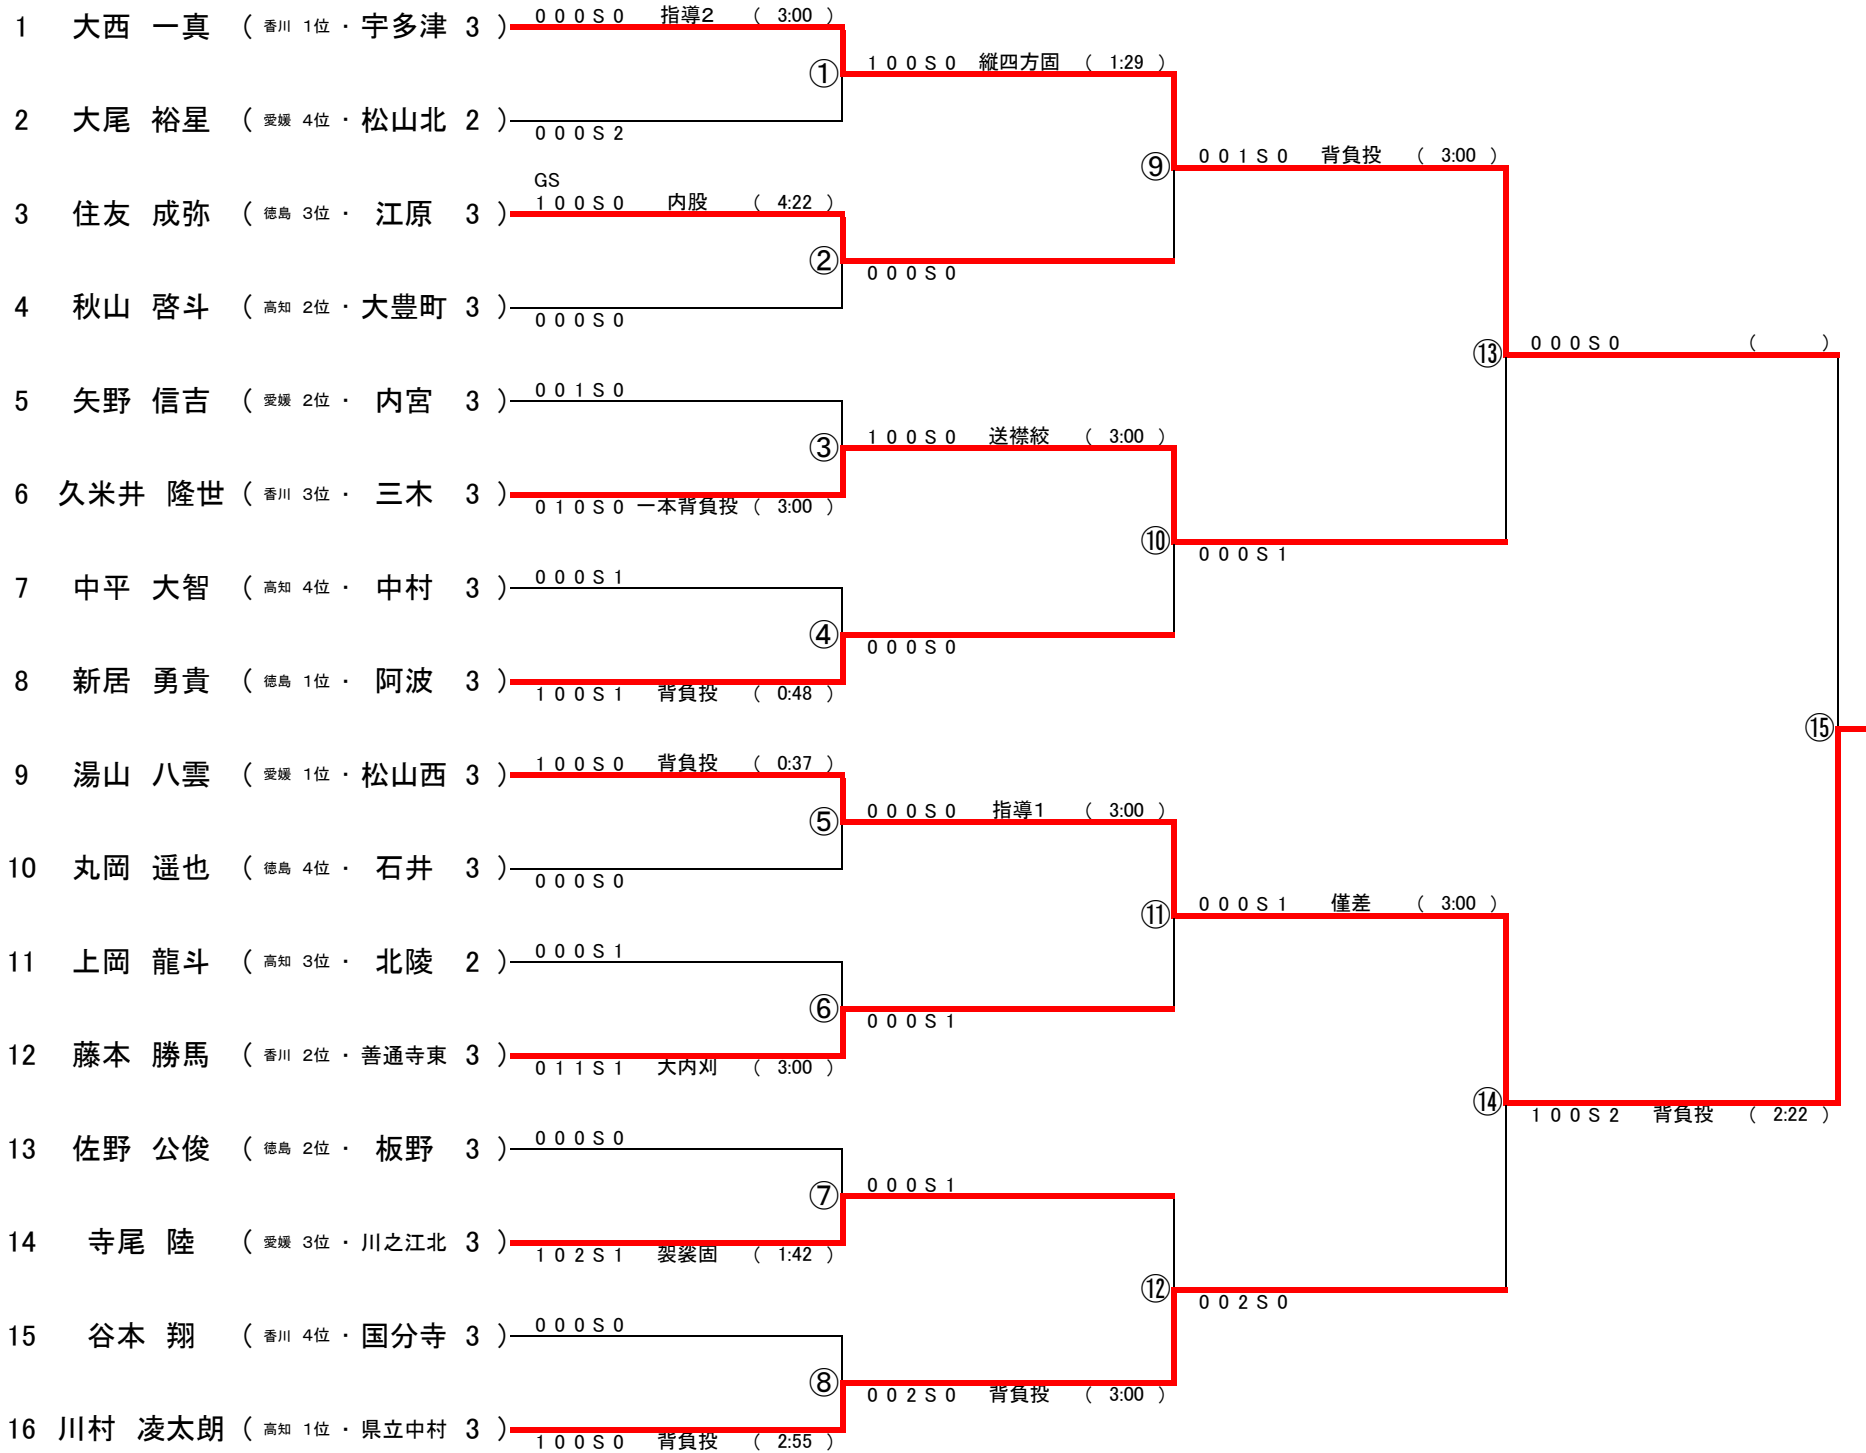 1 大西 一真 ( 香川 1位 ・ 宇多津 3 ) 0 0 0 S 0 指導2 ( 3:00 )
① 1 0 0 S 0 縦四方固 ( 1:29 )
2 大尾 裕星 ( 愛媛 4位 ・ 松山北 2 ) 0 0 0 S 2
⑨ 0 0 1 S 0 背負投 ( 3:00 )
GS
3 住友 成弥 ( 徳島 3位 ・ 江原 3 ) 1 0 0 S 0 内股 ( 4:22 )
② 0 0 0 S 0
4 秋山 啓斗 ( 高知 2位 ・ 大豊町 3 ) 0 0 0 S 0
⑬ 0 0 0 S 0 ( )
5 矢野 信吉 ( 愛媛 2位 ・ 内宮 3 ) 0 0 1 S 0
③ 1 0 0 S 0 送襟絞 ( 3:00 )
6 久米井 隆世 ( 香川 3位 ・ 三木 3 ) 0 1 0 S 0 一本背負投 ( 3:00 )
⑩ 0 0 0 S 1
7 中平 大智 ( 高知 4位 ・ 中村 3 ) 0 0 0 S 1
④ 0 0 0 S 0
8 新居 勇貴 ( 徳島 1位 ・ 阿波 3 ) 1 0 0 S 1 背負投 ( 0:48 )
⑮
9 湯山 八雲 ( 愛媛 1位 ・ 松山西 3 ) 1 0 0 S 0 背負投 ( 0:37 )
⑤ 0 0 0 S 0 指導1 ( 3:00 )
10 丸岡 遥也 ( 徳島 4位 ・ 石井 3 ) 0 0 0 S 0
⑪ 0 0 0 S 1 僅差 ( 3:00 )
11 上岡 龍斗 ( 高知 3位 ・ 北陵 2 ) 0 0 0 S 1
⑥ 0 0 0 S 1
12 藤本 勝馬 ( 香川 2位 ・ 善通寺東 3 ) 0 1 1 S 1 大内刈 ( 3:00 )
⑭ 1 0 0 S 2 背負投 ( 2:22 )
13 佐野 公俊 ( 徳島 2位 ・ 板野 3 ) 0 0 0 S 0
⑦ 0 0 0 S 1
14 寺尾 陸 ( 愛媛 3位 ・ 川之江北 3 ) 1 0 2 S 1 袈裟固 ( 1:42 )
⑫ 0 0 2 S 0
15 谷本 翔 ( 香川 4位 ・ 国分寺 3 ) 0 0 0 S 0
⑧ 0 0 2 S 0 背負投 ( 3:00 )
16 川村 凌太朗 ( 高知 1位 ・ 県立中村 3 ) 1 0 0 S 0 背負投 ( 2:55 )